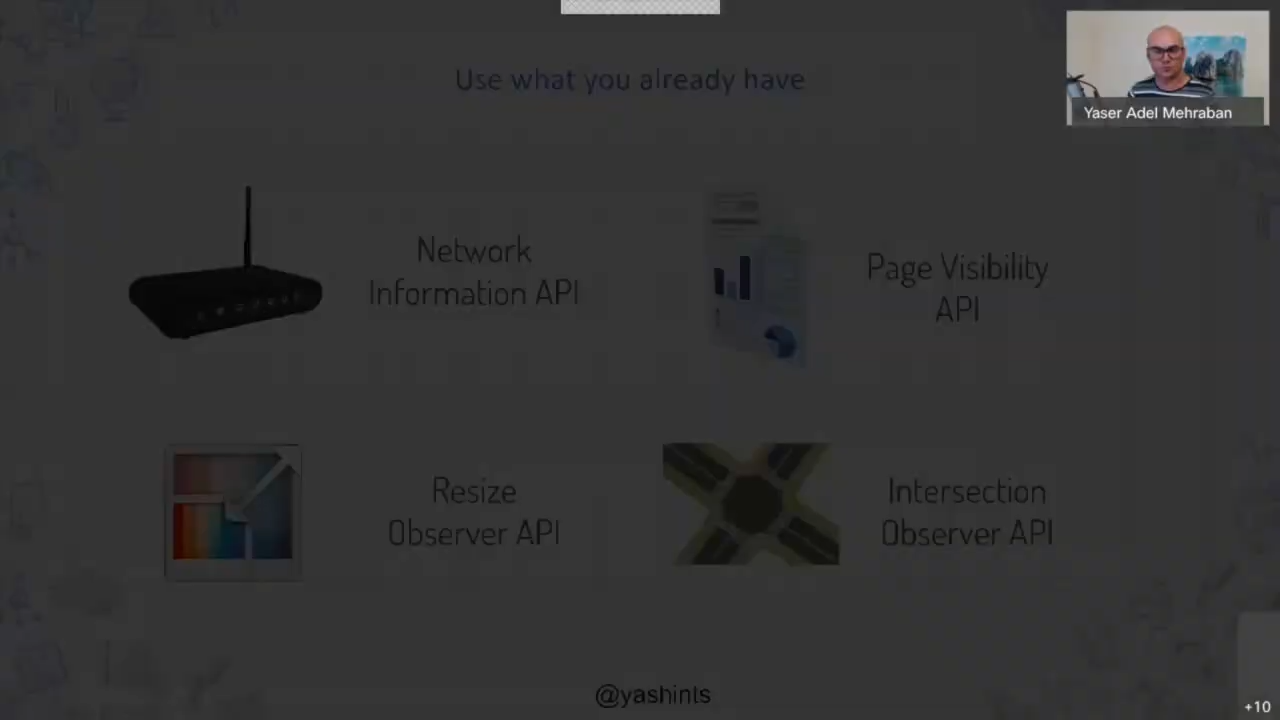 Use what you already have
Yaser Adel Mehraban
Network
Information API
Page Visibility
API
Resize
Observer API
Intersection
Observer API
@yashints
+10